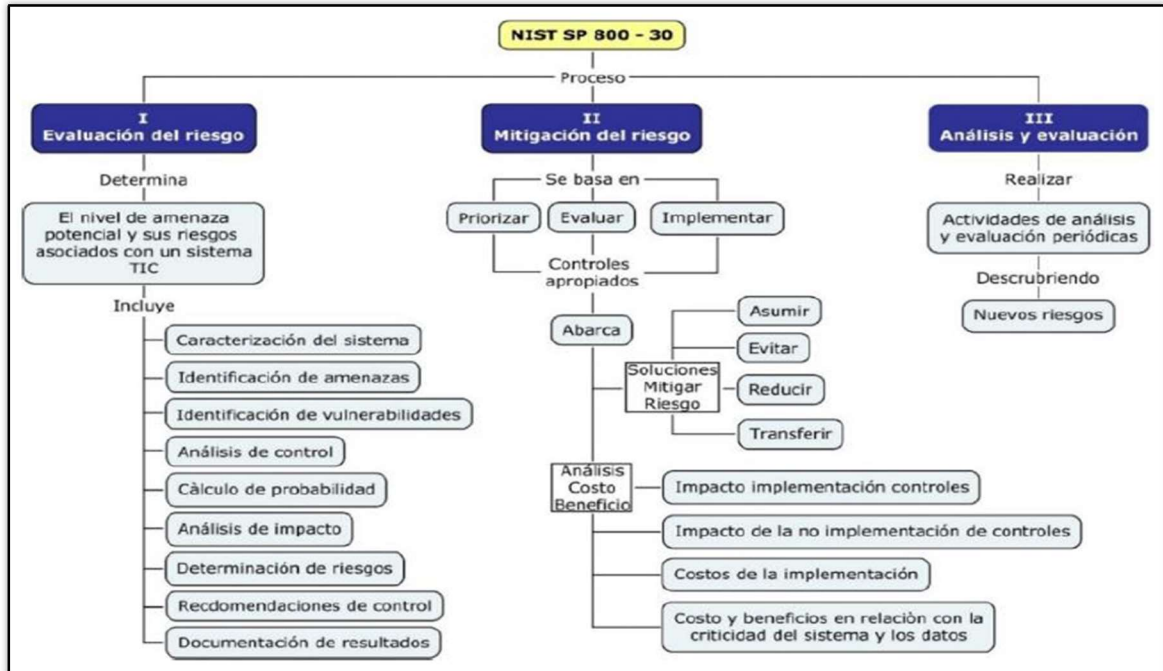 NIST SP 800 - 30
Proceso
I
Evaluación del riesgo
Determina
El nivel de amenaza
potencial y sus riesgos
asociados con un sistema
TIC
Incluye
Caracterización del sistema
Identificación de amenazas
Identificación de vulnerabilidades
Análisis de control
Càlculo de probabilidad
Análisis de impacto
Determinación de riesgos
Recdomendaciones de control
Documentación de resultados
II
Mitigación del riesgo
Se basa en
Priorizar
Evaluar
Implementar
Controles
apropiados
Abarca
Soluciones
Mitigar
Riesgo
Asumir
Evitar
Reducir
Transferir
Análisis
Costo
Beneficio
Impacto implementación controles
Impacto de la no implementación de controles
Costos de la implementación
Costo y beneficios en relaciòn con la
criticidad del sistema y los datos
III
Análisis y evaluación
Realizar
Actividades de análisis
y evaluación periódicas
Descrubriendo
Nuevos riesgos